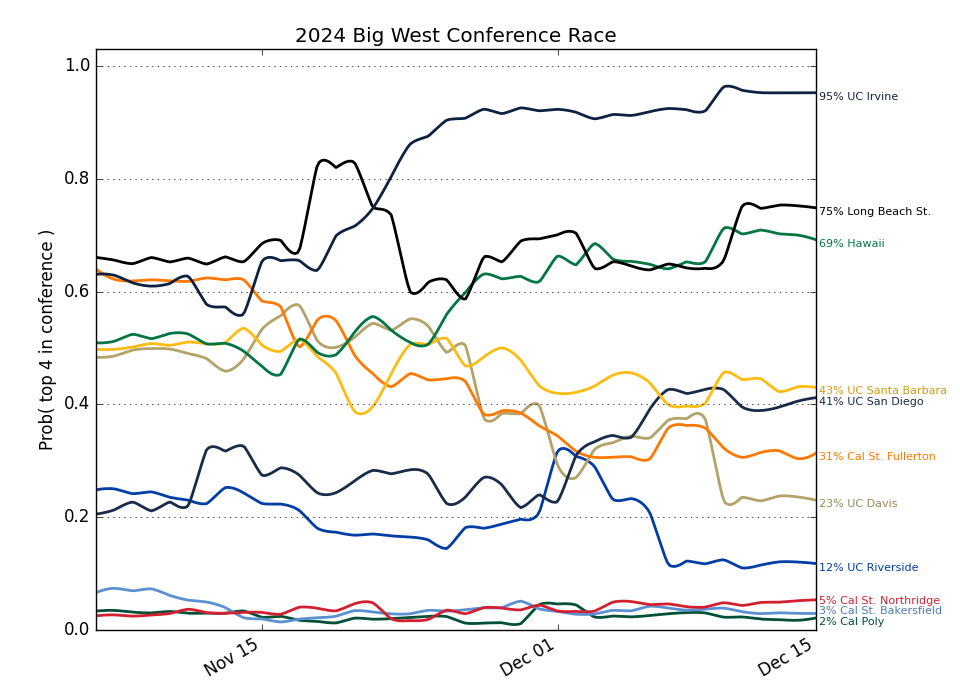 2024 Big West Conference Race
1.0
0.8
0.6
0.4
0.2
0.0
Prob( top 4 in conference )
95% UC Irvine
75% Long Beach St.
69% Hawaii
43% UC Santa Barbara
41% UC San Diego
31% Cal St. Fullerton
23% UC Davis
12% UC Riverside
5% Cal St. Northridge
3% Cal St. Bakersfield
2% Cal Poly
Nov 15
Dec 01
Dec 15